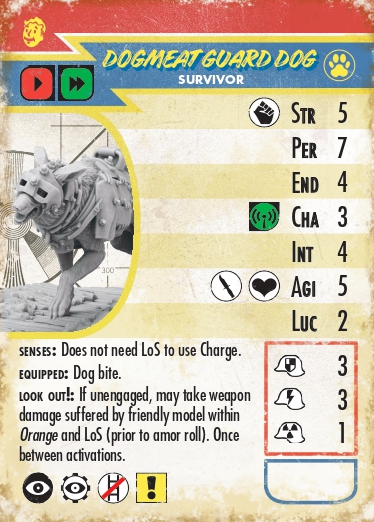 DOGMEAT GUARD DOG
SURVIVOR
STR 5
PER 7
END 4
CHA 3
INT 4
AGI 5
LUC 2
300
SENSES: Does not need LoS to use Charge.
EQUIPPED: Dog bite.
LOOK OUT!: If unengaged, may take weapon
damage suffered by friendly model within
Orange and LoS (prior to amor roll). Once
between activations.
3
3
1